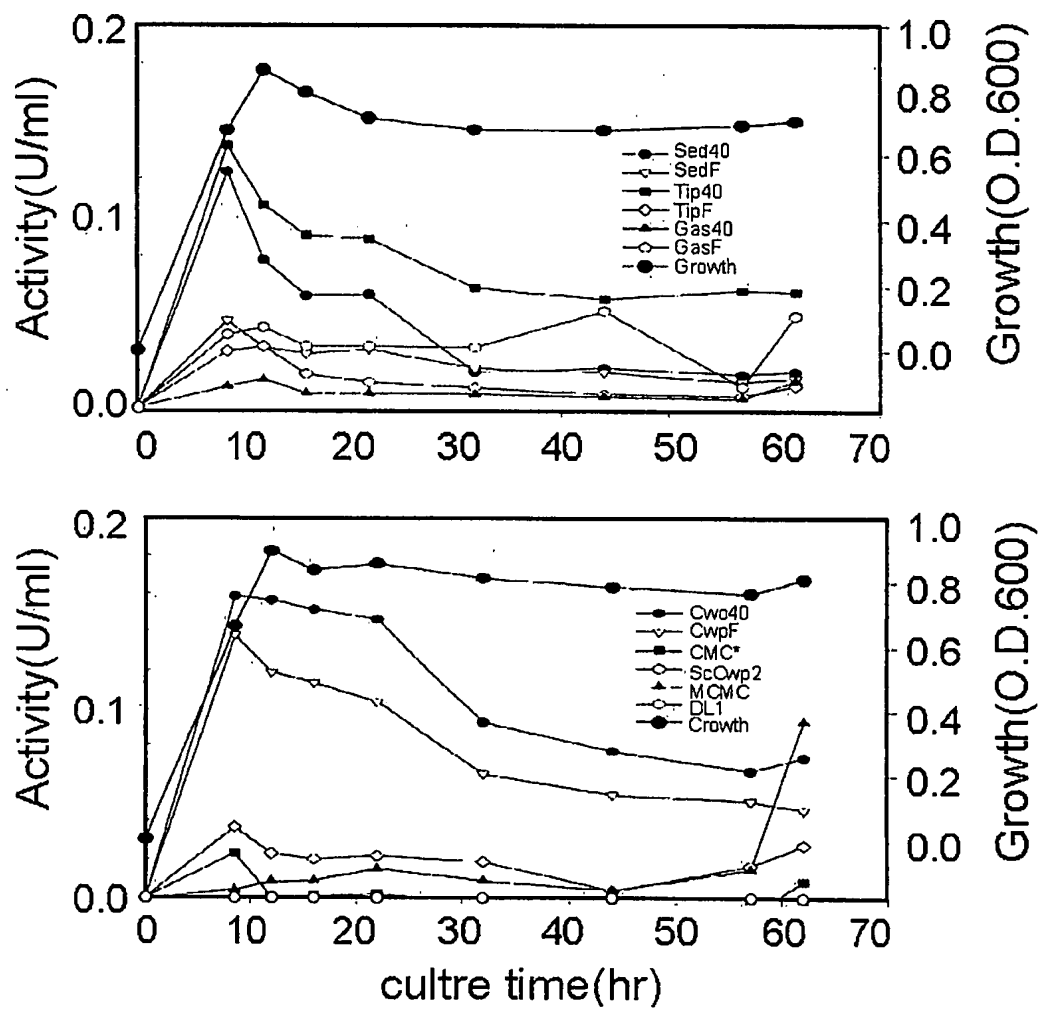 0.2
0.1
0.0
Activity(U/ml)
1.0
0.8
0.6
0.4
0.2
0.0
Growth(O.D.600)
Sed40
SedF
Tip40
TipF
Gas40
GasF
Growth
0 10 20 30 40 50 60 70
0.2
0.1
0.0
Activity(U/ml)
1.0
0.8
0.6
0.4
0.2
0.0
Growth(O.D.600)
Cwo40
CwpF
CMC*
ScCwp2
MCMC
DL1
Crowth
0 10 20 30 40 50 60 70
cultre time(hr)